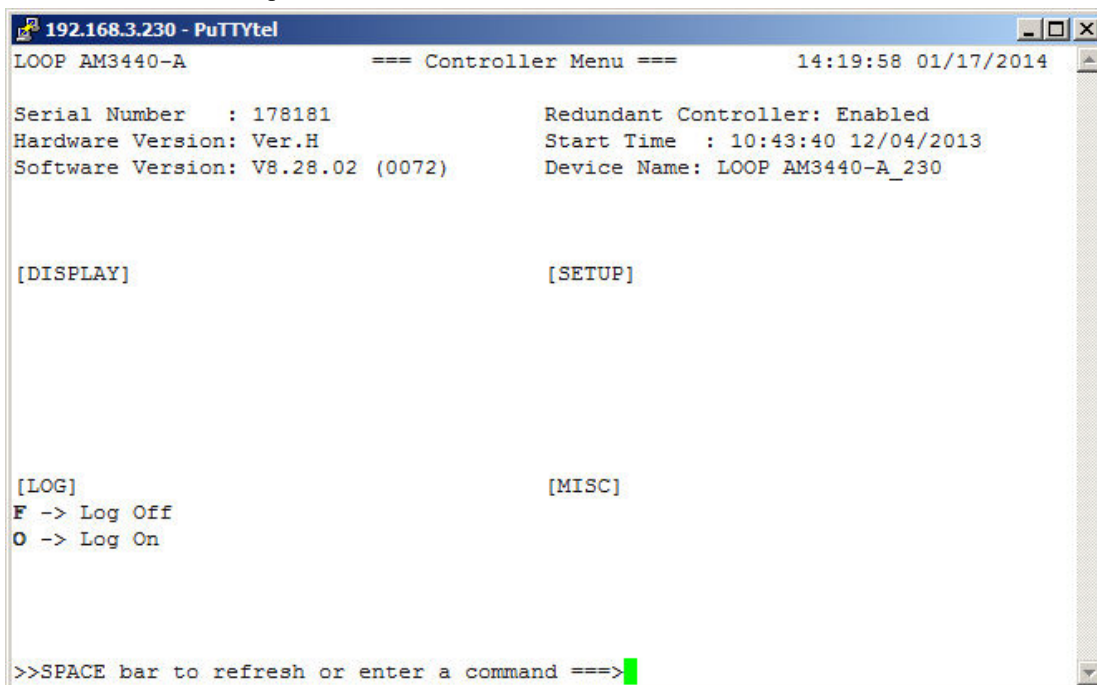 192.168.3.230 - PuTTYtel
LOOP AM3440-A === Controller Menu === 14:19:58 01/17/2014
Serial Number : 178181 Redundant Controller: Enabled
Hardware Version: Ver.H Start Time : 10:43:40 12/04/2013
Software Version: V8.28.02 (0072) Device Name: LOOP AM3440-A_230
[DISPLAY] [SETUP]
[LOG] [MISC]
F -> Log Off
O -> Log On
>>SPACE bar to refresh or enter a command ===>